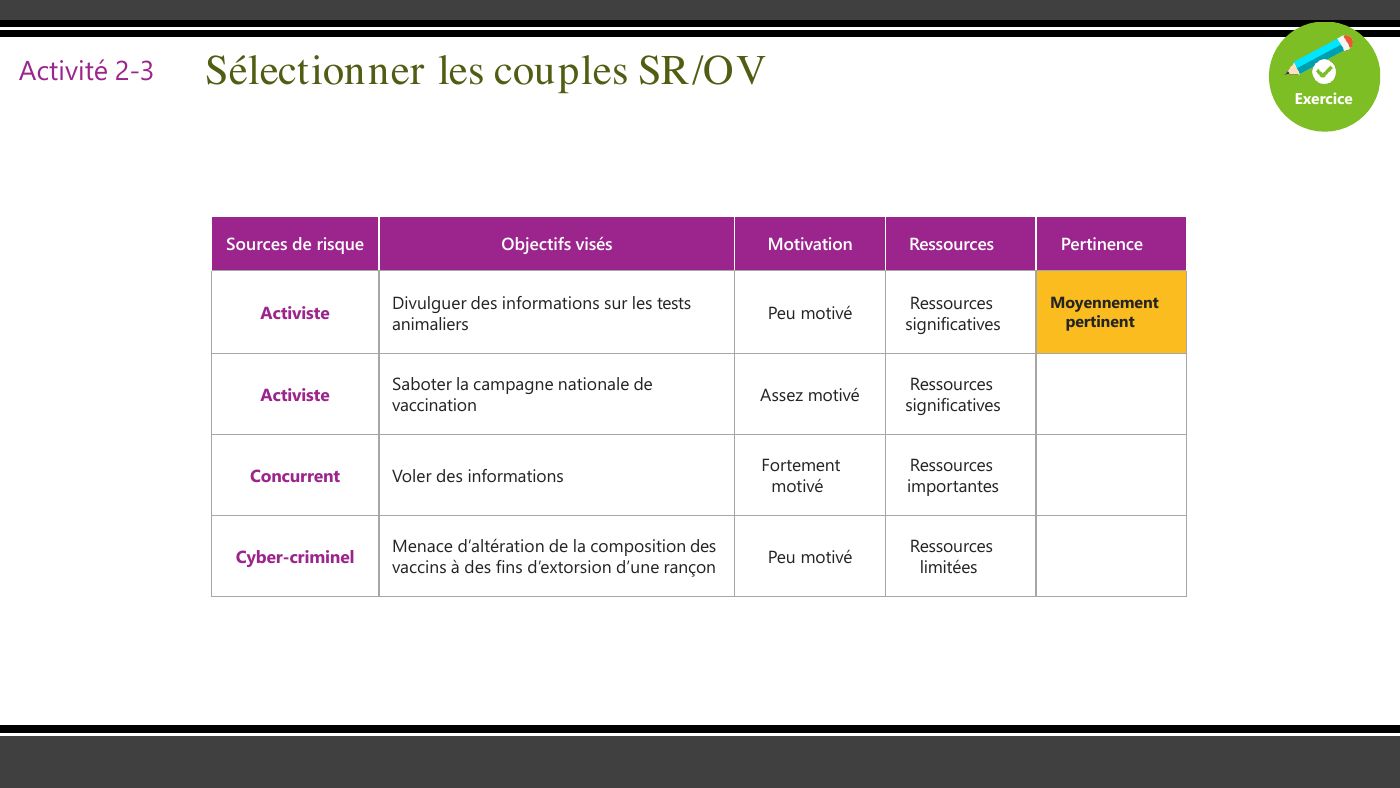 Activité 2-3
Sélectionner les couples SR/OV
Exercice
Sources de risque
Objectifs visés
Motivation
Ressources
Pertinence
Activiste
Divulguer des informations sur les tests
animaliers
Peu motivé
Ressources
significatives
Moyennement
pertinent
Activiste
Saboter la campagne nationale de
vaccination
Assez motivé
Ressources
significatives
Concurrent
Voler des informations
Fortement
motivé
Ressources
importantes
Cyber-criminel
Menace d’altération de la composition des
vaccins à des fins d’extorsion d’une rançon
Peu motivé
Ressources
limitées